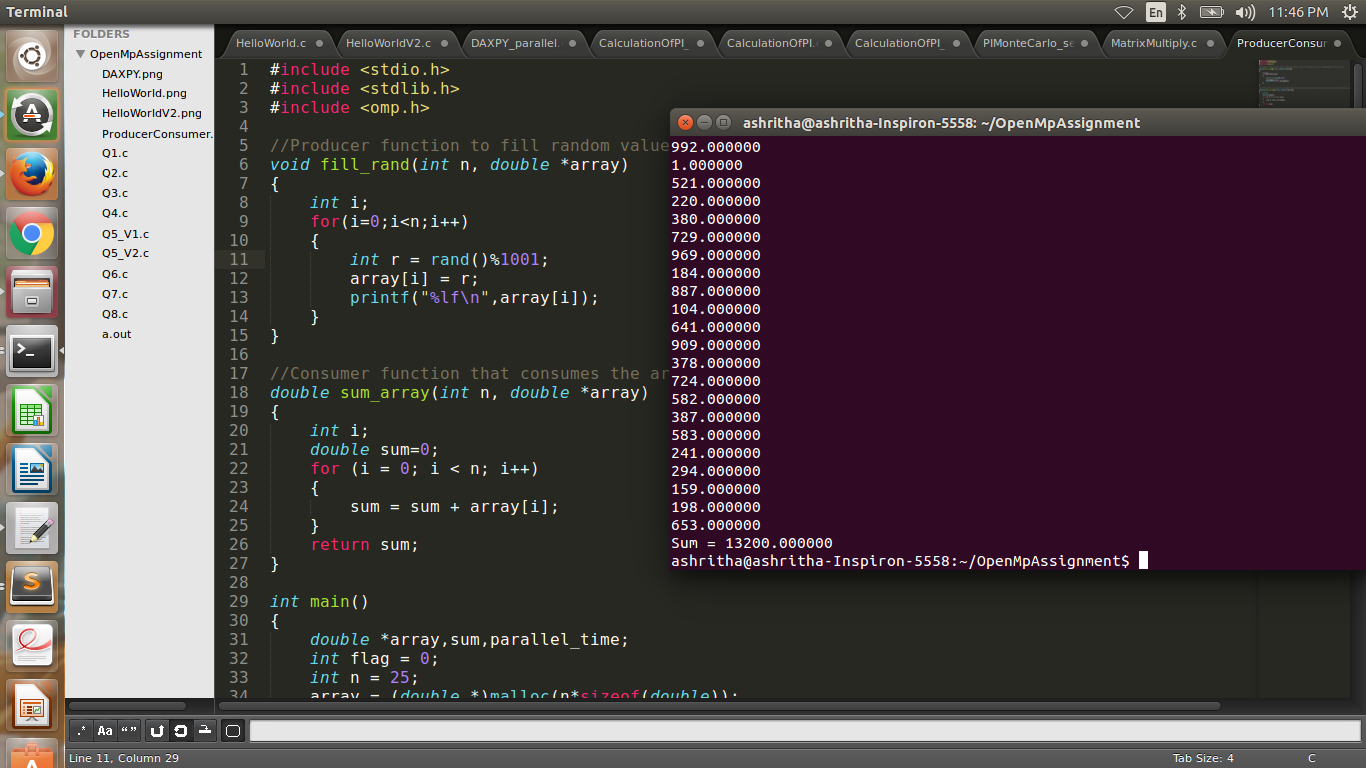 Terminal
En
11:46 PM
FOLDERS
OpenMpAssignment
DAXPY.png
HelloWorld.png
HelloWorldV2.png
ProducerConsumer.
Q1.c
Q2.c
Q3.c
Q4.c
Q5_V1.c
Q5_V2.c
Q6.c
Q7.c
Q8.c
a.out
HelloWorld.c
HelloWorldV2.c
DAXPY_parallel.
CalculationOfPI_
CalculationOfPI.
CalculationOfPI_
PIMonteCarlo_se
MatrixMultiply.c
ProducerConsur
1 #include <stdio.h>
2 #include <stdlib.h>
3 #include <omp.h>
4
5 //Producer function to fill random value
6 void fill_rand(int n, double *array)
7 {
8 int i;
9 for(i=0;i<n;i++)
10 {
11 int r = rand()%1001;
12 array[i] = r;
13 printf("%lf\n",array[i]);
14 }
15 }
16
17 //Consumer function that consumes the ar
18 double sum_array(int n, double *array)
19 {
20 int i;
21 double sum=0;
22 for (i = 0; i < n; i++)
23 {
24 sum = sum + array[i];
25 }
26 return sum;
27 }
28
29 int main()
30 {
31 double *array,sum,parallel_time;
32 int flag = 0;
33 int n = 25;
34 array = (double *)malloc(n*sizeof(double));
ashritha@ashritha-Inspiron-5558: ~/OpenMpAssignment
992.000000
1.000000
521.000000
220.000000
380.000000
729.000000
969.000000
184.000000
887.000000
104.000000
641.000000
909.000000
378.000000
724.000000
582.000000
387.000000
583.000000
241.000000
294.000000
159.000000
198.000000
653.000000
Sum = 13200.000000
ashritha@ashritha-Inspiron-5558:~/OpenMpAssignment$
.* Aa “”
Line 11, Column 29
Tab Size: 4
C